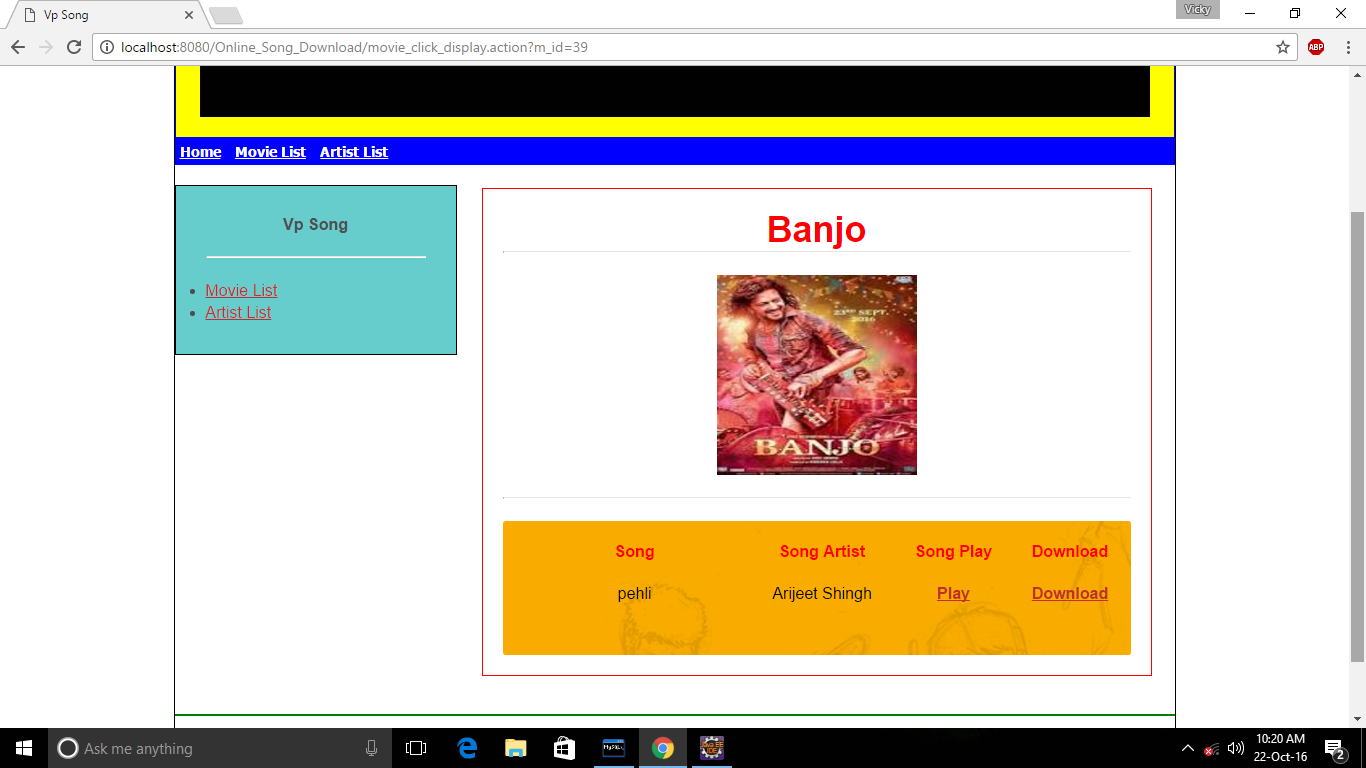 Vp Song
Vicky
localhost:8080/Online_Song_Download/movie_click_display.action?m_id=39
ABP
Home Movie List Artist List
Vp Song
Movie List
Artist List
Banjo
23RD SEPT.
2016
BANJO
Song Song Artist Song Play Download
pehli Arijeet Shingh Play Download
Ask me anything
MySQL
10:20 AM
22-Oct-16
2